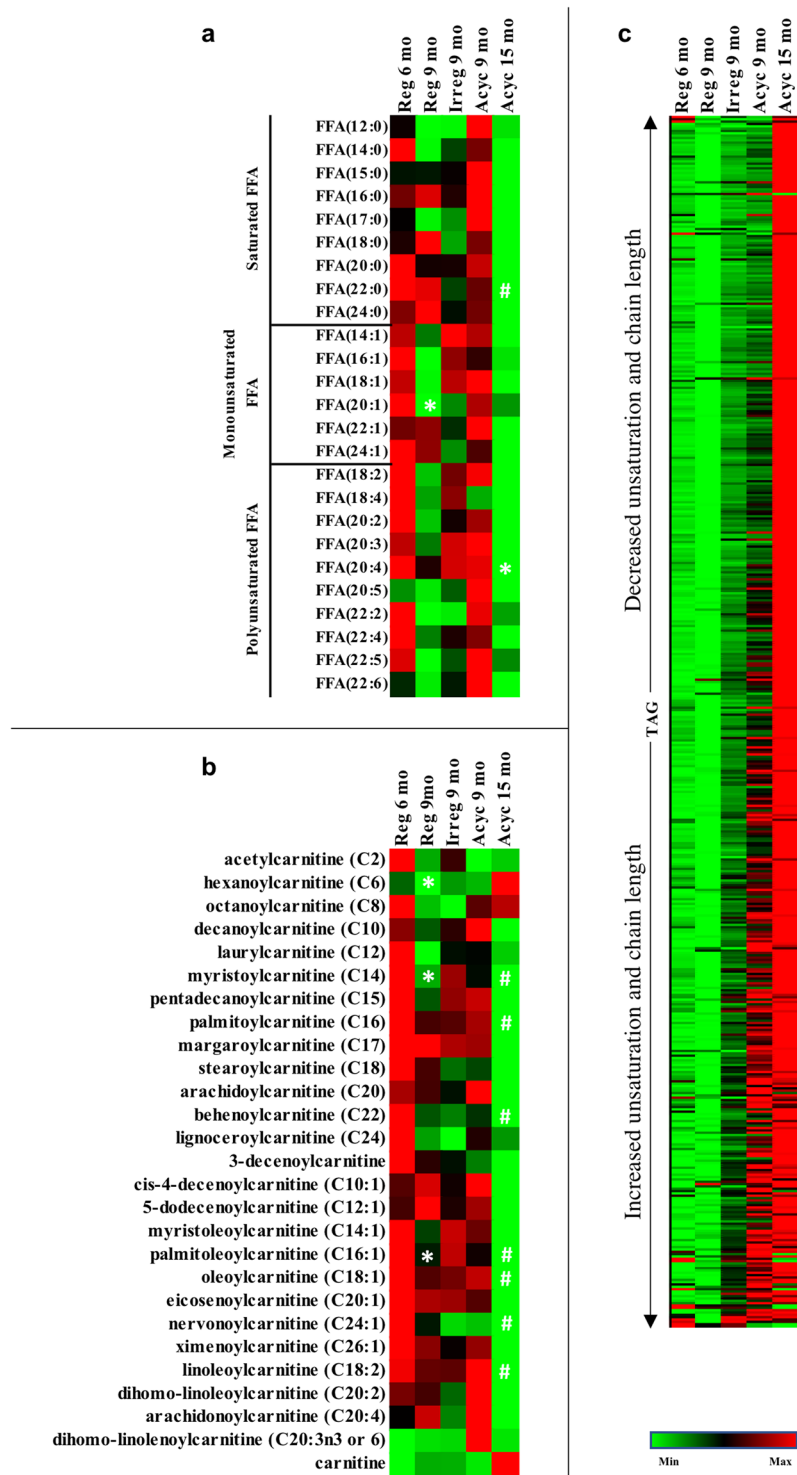 a
Reg 6 mo
Reg 9 mo
Irreg 9 mo
Acyc 9 mo
Acyc 15 mo
Saturated FFA
FFA(12:0)
FFA(14:0)
FFA(15:0)
FFA(16:0)
FFA(17:0)
FFA(18:0)
FFA(20:0)
FFA(22:0) #
FFA(24:0)
Monounsaturated
FFA
FFA(14:1)
FFA(16:1)
FFA(18:1)
FFA(20:1) *
FFA(22:1)
FFA(24:1)
Polyunsaturated FFA
FFA(18:2)
FFA(18:4)
FFA(20:2)
FFA(20:3)
FFA(20:4) *
FFA(20:5)
FFA(22:2)
FFA(22:4)
FFA(22:5)
FFA(22:6)
b
Reg 6 mo
Reg 9mo
Irreg 9 mo
Acyc 9 mo
Acyc 15 mo
acetylcarnitine (C2)
hexanoylcarnitine (C6) *
octanoylcarnitine (C8)
decanoylcarnitine (C10)
laurylcarnitine (C12)
myristoylcarnitine (C14) * #
pentadecanoylcarnitine (C15)
palmitoylcarnitine (C16) #
margaroylcarnitine (C17)
stearoylcarnitine (C18)
arachidoylcarnitine (C20)
behenoylcarnitine (C22) #
lignoceroylcarnitine (C24)
3-decenoylcarnitine
cis-4-decenoylcarnitine (C10:1)
5-dodecenoylcarnitine (C12:1)
myristoleoylcarnitine (C14:1)
palmitoleoylcarnitine (C16:1) * #
oleoylcarnitine (C18:1) #
eicosenoylcarnitine (C20:1)
nervonoylcarnitine (C24:1) #
ximenoylcarnitine (C26:1)
linoleoylcarnitine (C18:2) #
dihomo-linoleoylcarnitine (C20:2)
arachidonoylcarnitine (C20:4)
dihomo-linolenoylcarnitine (C20:3n3 or 6)
carnitine
c
Reg 6 mo
Reg 9 mo
Irreg 9 mo
Acyc 9 mo
Acyc 15 mo
Decreased unsaturation and chain length
TAG
Increased unsaturation and chain length
Min Max